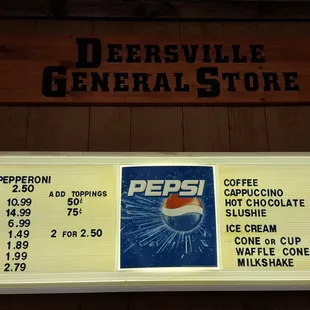 DEERSVILLE
GENERAL STORE
PEPPERONI
2.50
ADD TOPPINGS
10.99 50¢
14.99 75¢
6.99
1.49 2 FOR 2.50
1.89
1.99
2.79
PEPSI
COFFEE
CAPPUCCINO
HOT CHOCOLATE
SLUSHIE
ICE CREAM
CONE OR CUP
WAFFLE CONE
MILKSHAKE